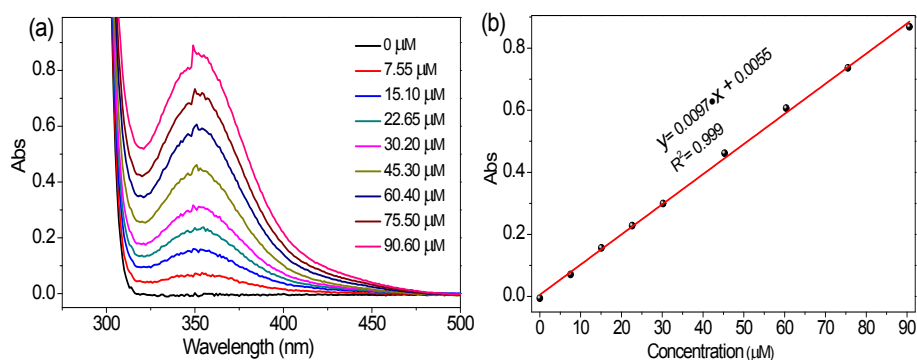 (a)
0 μM
7.55 μM
15.10 μM
22.65 μM
30.20 μM
45.30 μM
60.40 μM
75.50 μM
90.60 μM
0.8
0.6
0.4
0.2
0.0
Abs
300 350 400 450 500
Wavelength (nm)
(b)
y= 0.0097•x + 0.0055
R²= 0.999
0.8
0.6
0.4
0.2
0.0
Abs
0 10 20 30 40 50 60 70 80 90
Concentration(μM)